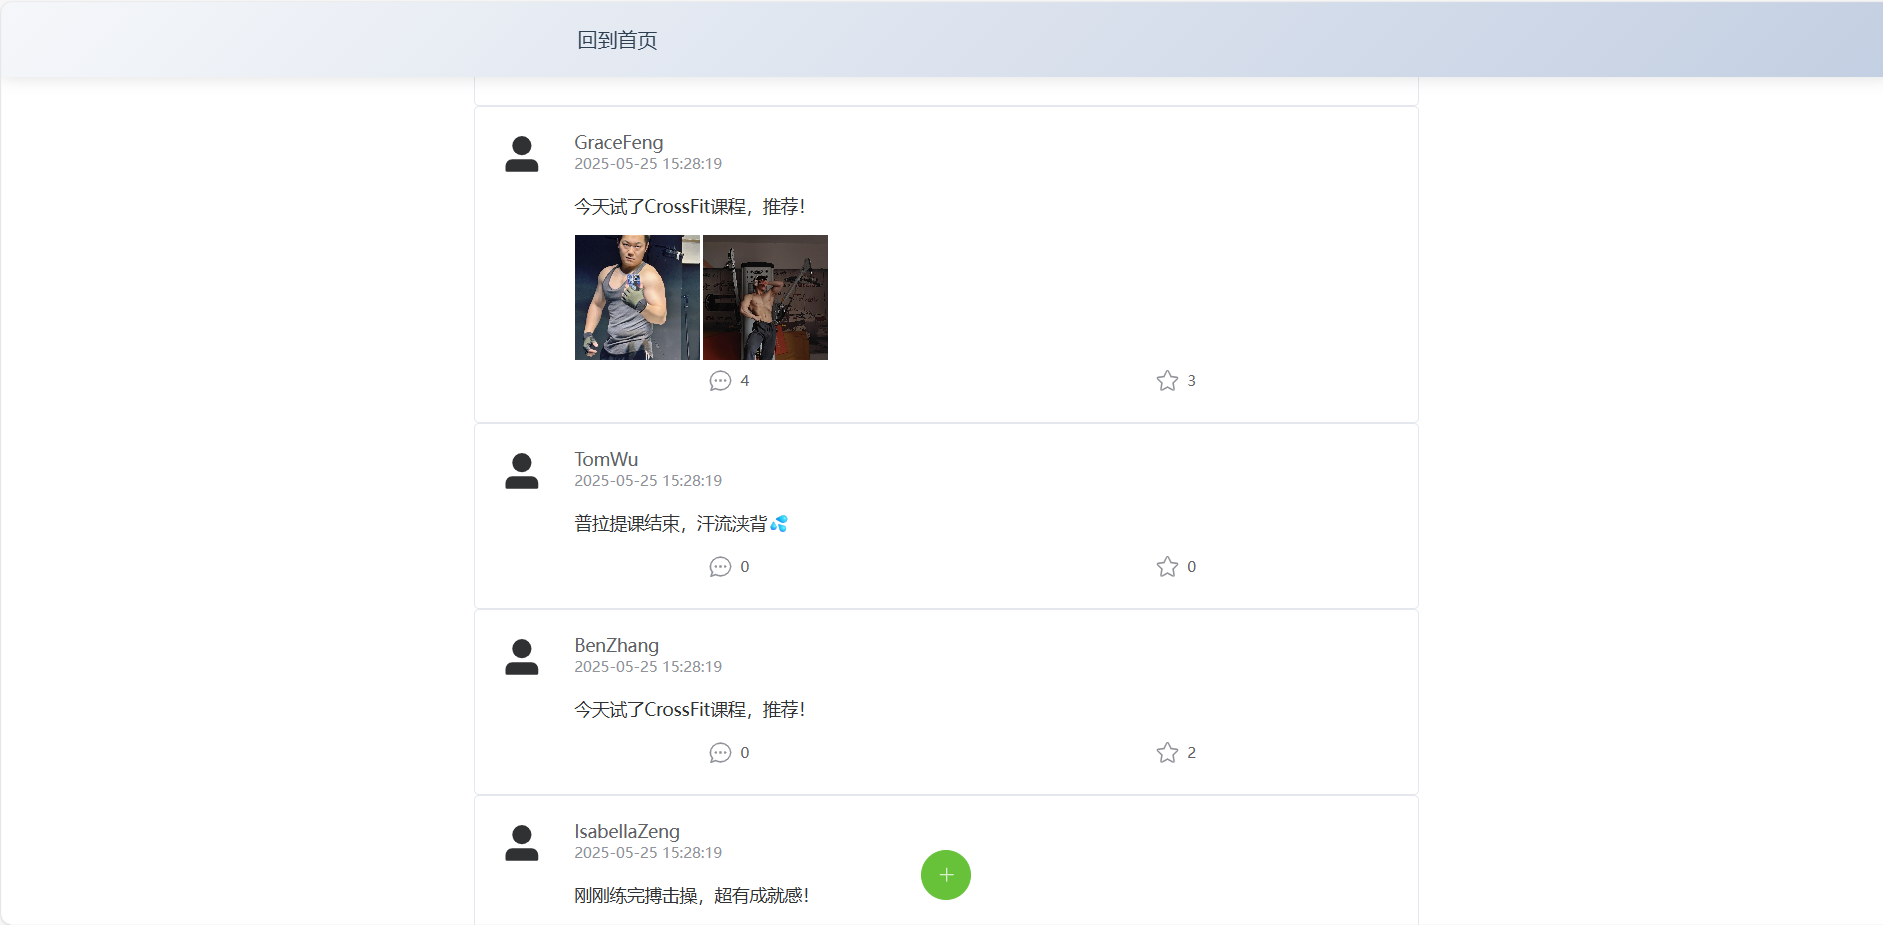 回到首页
GraceFeng
2025-05-25 15:28:19
今天试了CrossFit课程，推荐！
4
3
TomWu
2025-05-25 15:28:19
普拉提课结束，汗流浃背💦
0
0
BenZhang
2025-05-25 15:28:19
今天试了CrossFit课程，推荐！
0
2
IsabellaZeng
2025-05-25 15:28:19
刚刚练完搏击操，超有成就感！